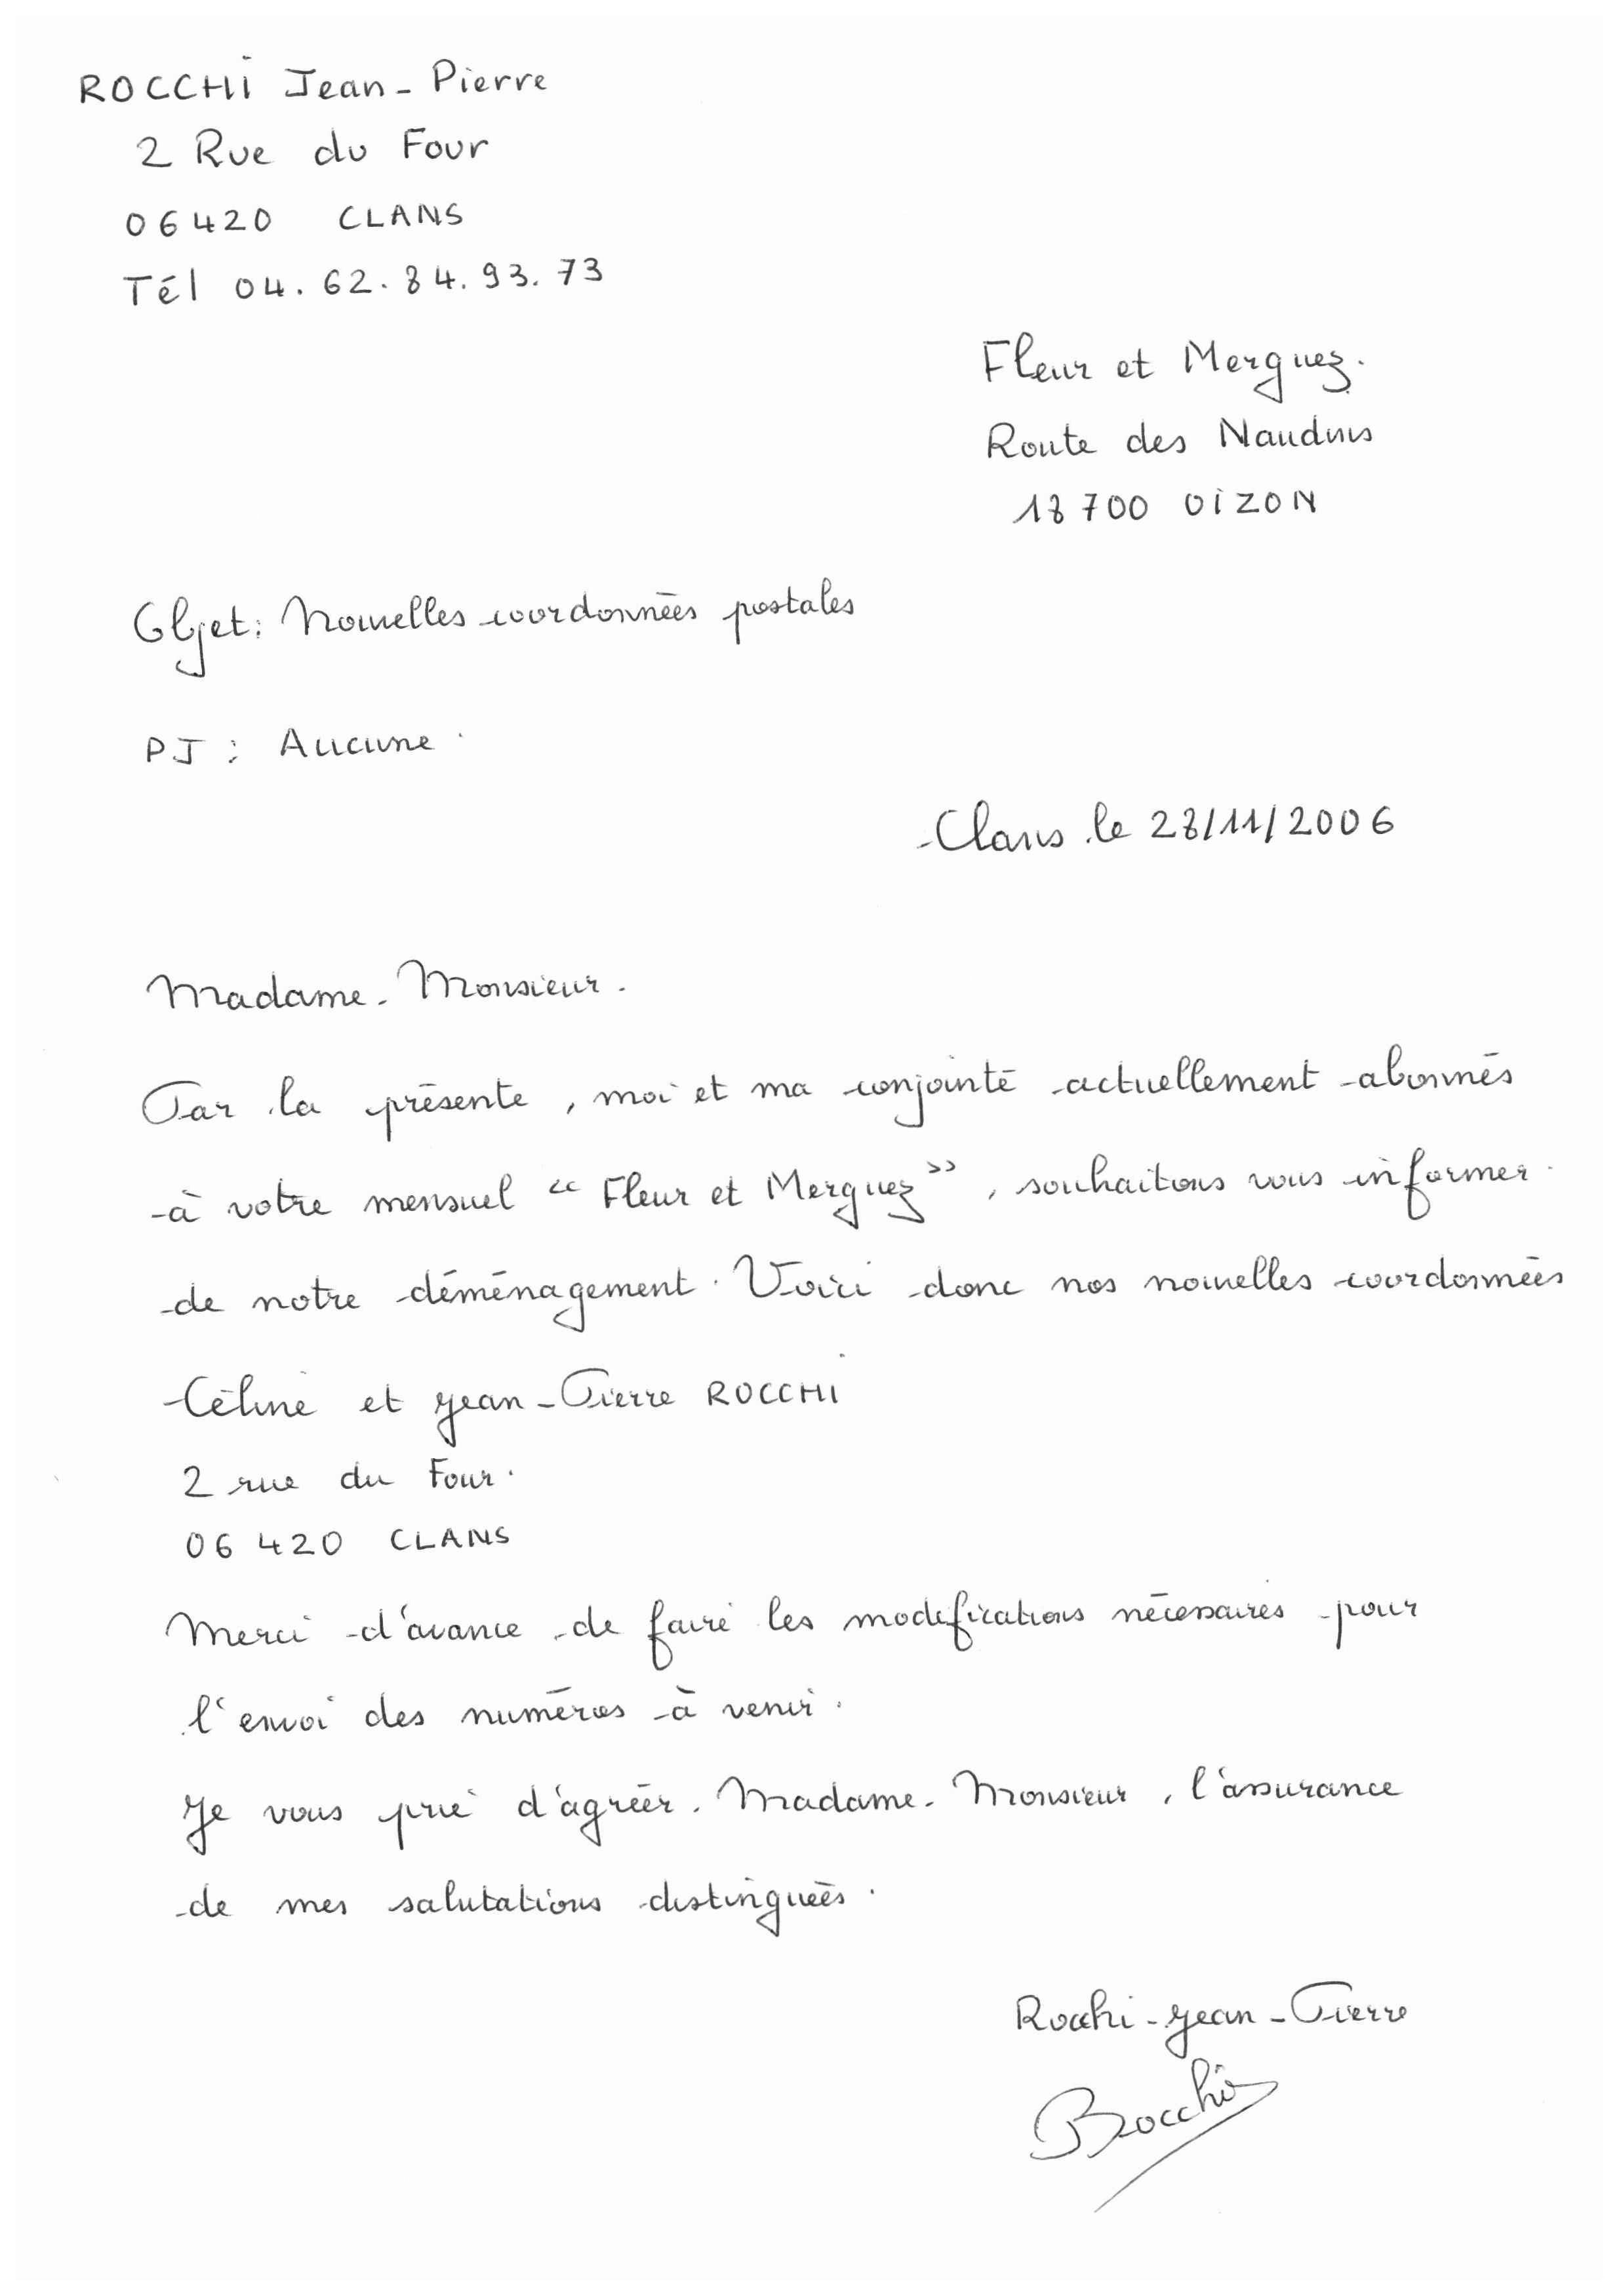 ROCCHI Jean-Pierre
2 Rue du Four
06420 CLANS
Tél 04.62.84.93.73
Fleur et Merguez.
Route des Naudins
18700 OIZON
Objet: Nouvelles coordonnées postales
PJ : Aucune.
Clans le 28/11/2006
Madame. Monsieur.
Par la présente, moi et ma conjointe actuellement abonnés
à votre mensuel "Fleur et Merguez", souhaitons vous informer
de notre déménagement. Voici donc nos nouvelles coordonnées
Céline et Jean-Pierre ROCCHI
2 rue du Four.
06 420 CLANS
Merci d'avance de faire les modifications nécessaires pour
l'envoi des numéros à venir.
Je vous prie d'agréer. Madame. Monsieur, l'assurance
de mes salutations distinguées.
Rocchi-Jean-Pierre
Rocchi